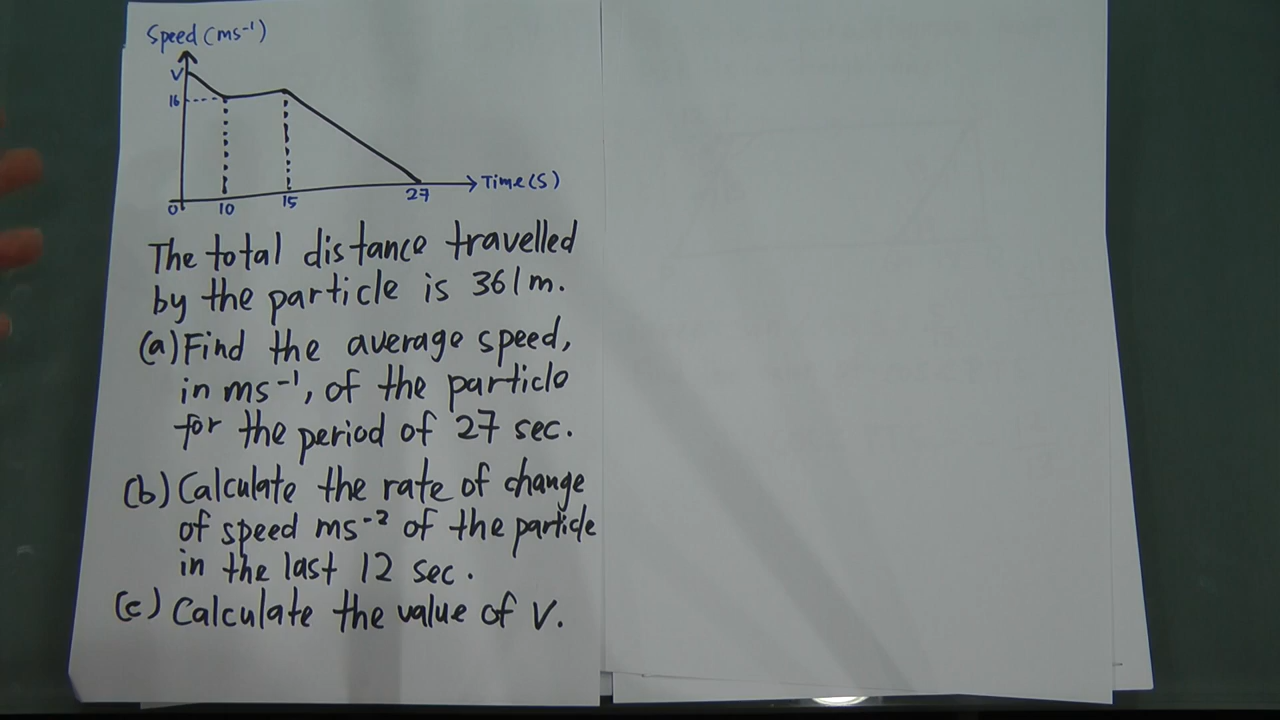 Speed (ms⁻¹)
V
16
0
10
15
27
Time (s)
The total distance travelled
by the particle is 361m.
(a) Find the average speed,
in ms⁻¹, of the particle
for the period of 27 sec.
(b) Calculate the rate of change
of speed ms⁻² of the particle
in the last 12 sec.
(c) Calculate the value of V.